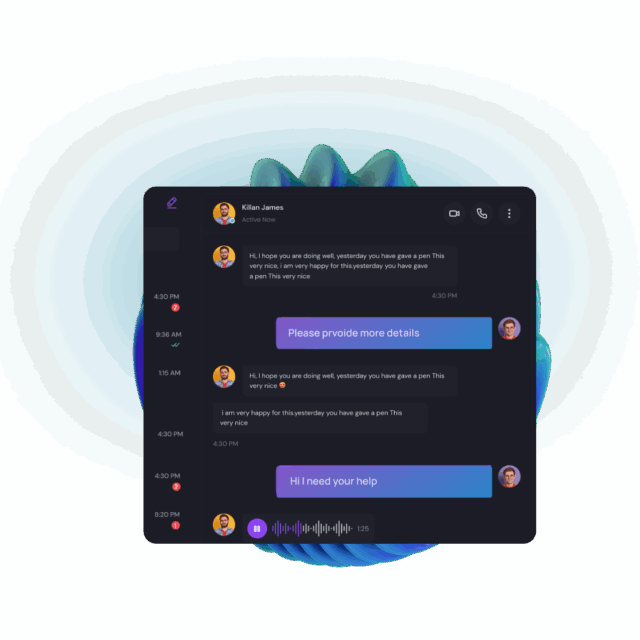 Killan James
Active Now
Hi, I hope you are doing well, yesterday you have gave a pen This
very nice, i am very happy for this.yesterday you have gave
a pen This very nice
4:30 PM
4:30 PM
2
Please prvoide more details
9:36 AM
1:15 AM
Hi, I hope you are doing well, yesterday you have gave a pen This
very nice 😍
i am very happy for this.yesterday you have gave a pen This
very nice
4:30 PM
4:30 PM
4:30 PM
2
Hi I need your help
8:20 PM
1
1:25